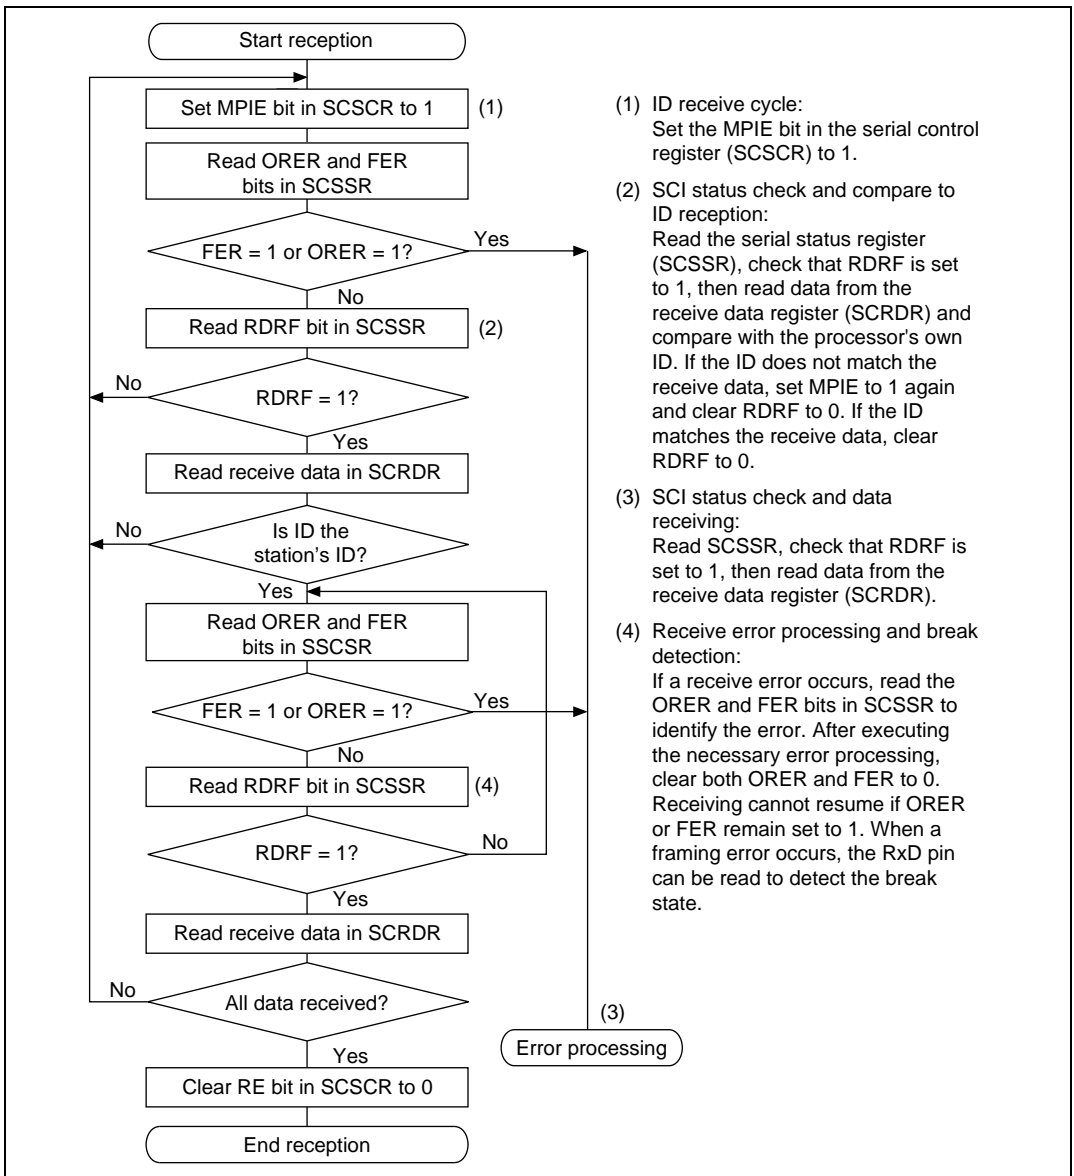 Start reception
Set MPIE bit in SCSCR to 1
(1)
Read ORER and FER
bits in SCSSR
FER = 1 or ORER = 1?
Yes
No
Read RDRF bit in SCSSR
(2)
No
RDRF = 1?
Yes
Read receive data in SCRDR
No
Is ID the
station's ID?
Yes
Read ORER and FER
bits in SSCSR
FER = 1 or ORER = 1?
Yes
No
Read RDRF bit in SCSSR
(4)
RDRF = 1?
No
Yes
Read receive data in SCRDR
No
All data received?
(3)
Error processing
Yes
Clear RE bit in SCSCR to 0
End reception
(1) ID receive cycle:
Set the MPIE bit in the serial control
register (SCSCR) to 1.
(2) SCI status check and compare to
ID reception:
Read the serial status register
(SCSSR), check that RDRF is set
to 1, then read data from the
receive data register (SCRDR) and
compare with the processor's own
ID. If the ID does not match the
receive data, set MPIE to 1 again
and clear RDRF to 0. If the ID
matches the receive data, clear
RDRF to 0.
(3) SCI status check and data
receiving:
Read SCSSR, check that RDRF is
set to 1, then read data from the
receive data register (SCRDR).
(4) Receive error processing and break
detection:
If a receive error occurs, read the
ORER and FER bits in SCSSR to
identify the error. After executing
the necessary error processing,
clear both ORER and FER to 0.
Receiving cannot resume if ORER
or FER remain set to 1. When a
framing error occurs, the RxD pin
can be read to detect the break
state.